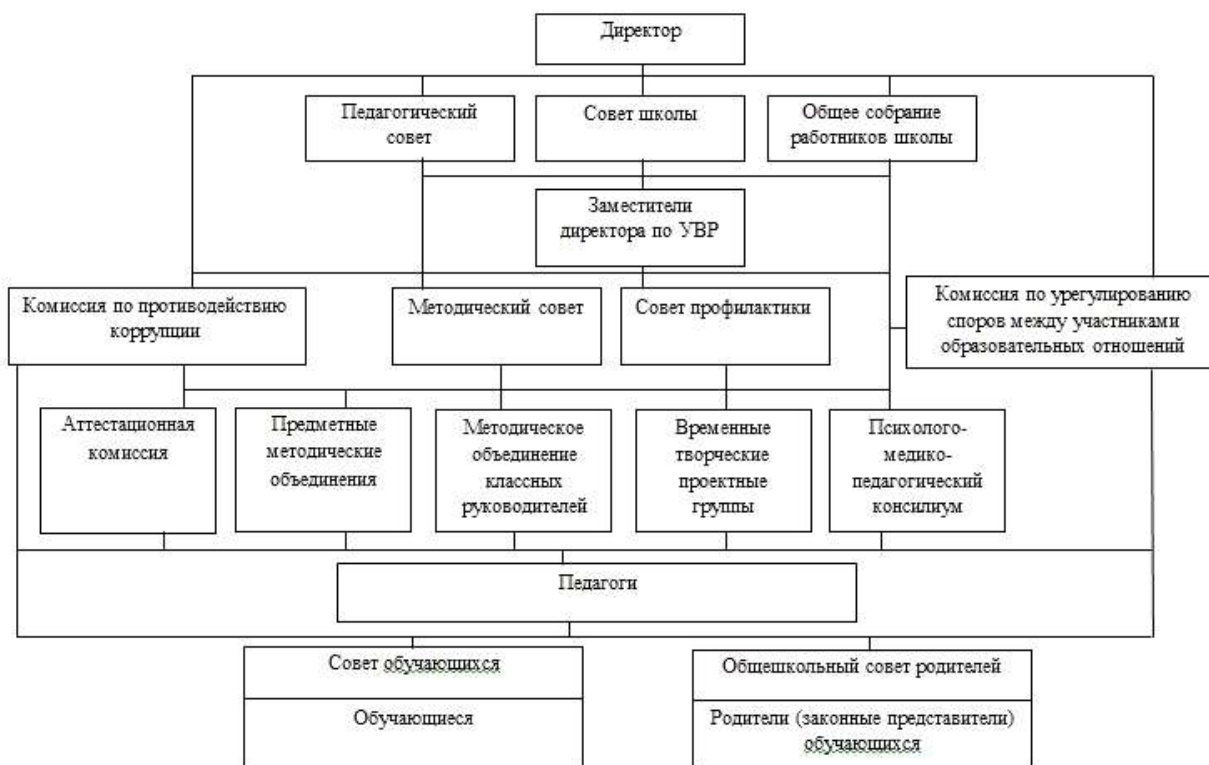 Директор
Педагогический
совет
Совет школы
Общее собрание
работников школы
Заместители
директора по УВР
Комиссия по противодействию
коррупции
Методический совет
Совет профилактики
Комиссия по урегулированию
споров между участниками
образовательных отношений
Аттестационная
комиссия
Предметные
методические
объединения
Методическое
объединение
классных
руководителей
Временные
творческие
проектные
группы
Психолого-
медико-
педагогический
консилиум
Педагоги
Совет обучающихся
Обучающиеся
Общешкольный совет родителей
Родители (законные представители)
обучающихся